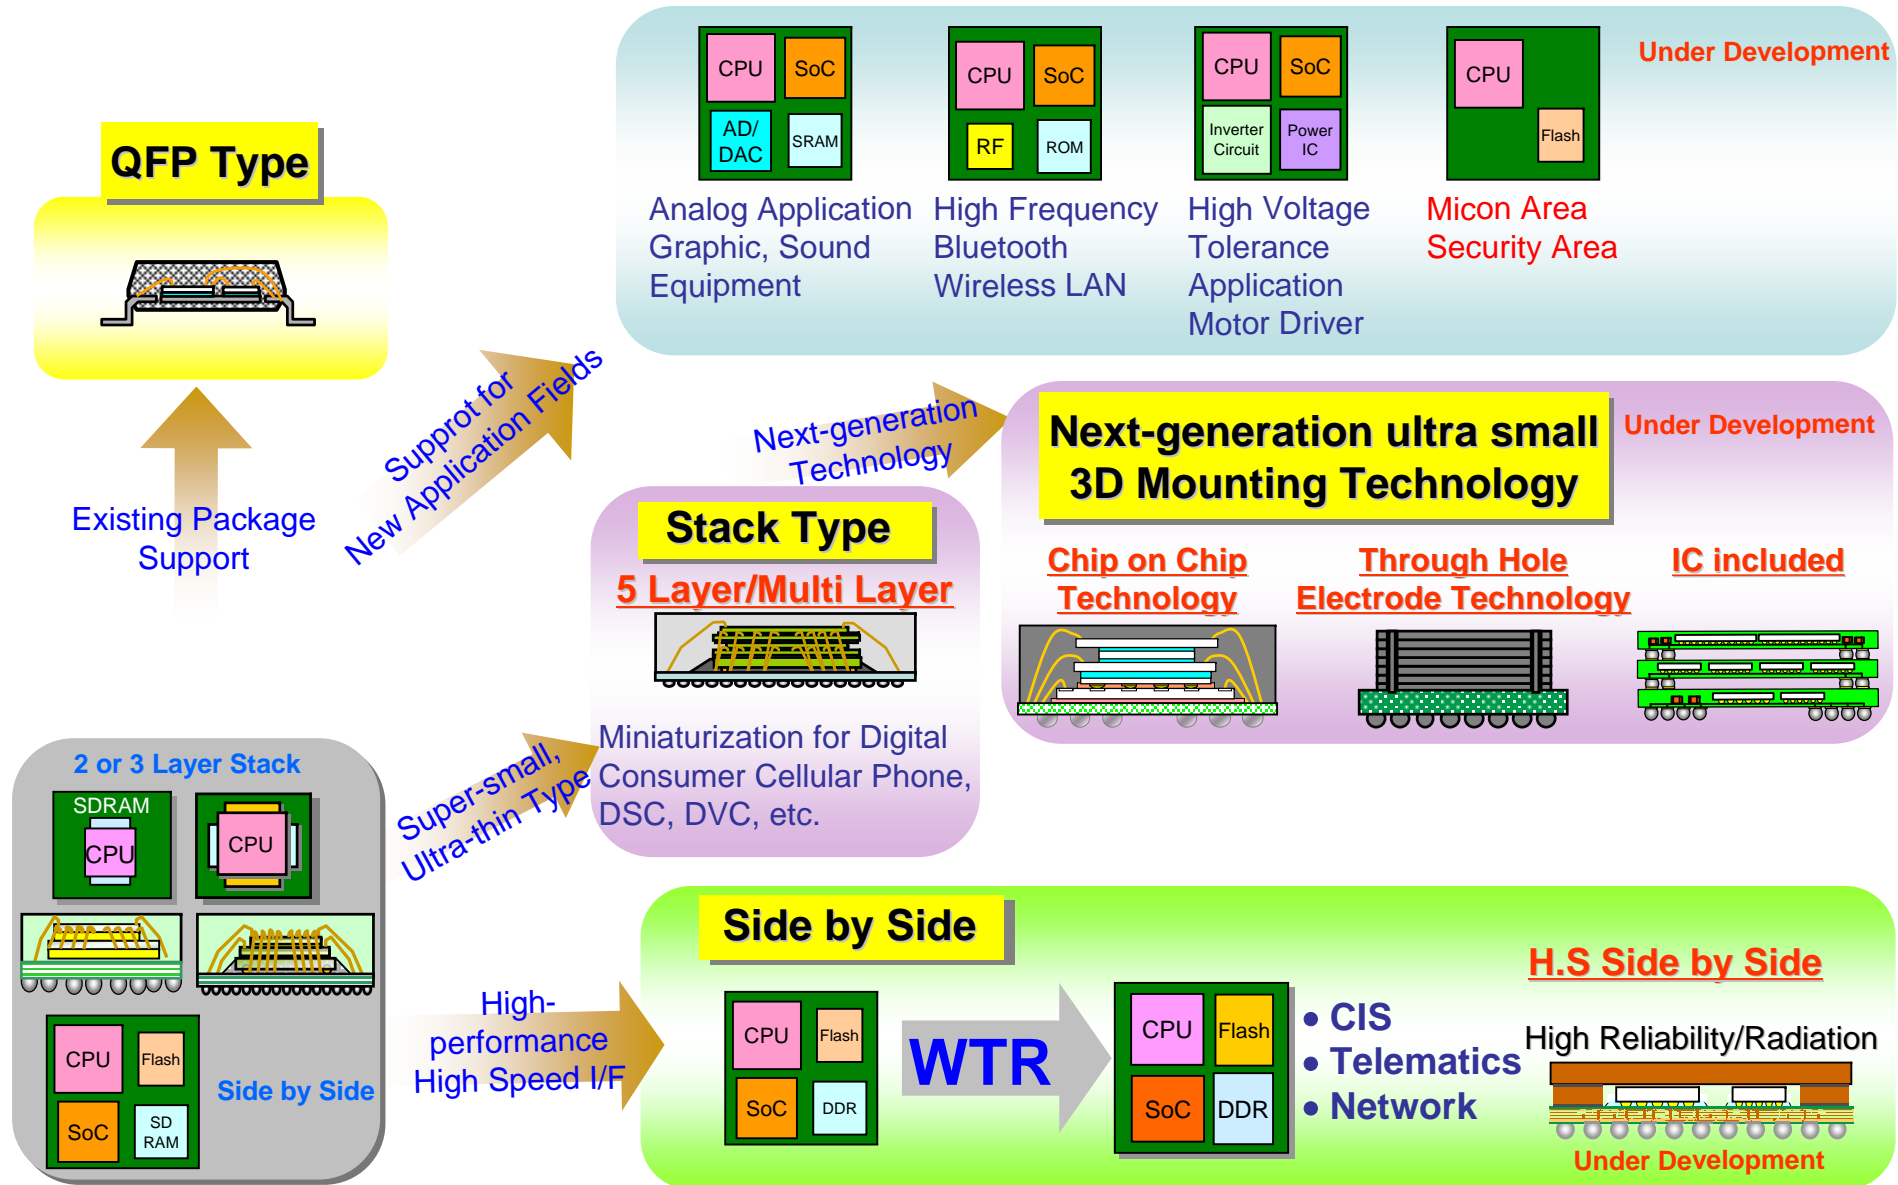 CPU
SoC
AD/
DAC
SRAM
Analog Application
Graphic, Sound
Equipment
CPU
SoC
RF
ROM
High Frequency
Bluetooth
Wireless LAN
CPU
SoC
Inverter
Circuit
Power
IC
High Voltage
Tolerance
Application
Motor Driver
CPU
Flash
Micon Area
Security Area
Under Development
QFP Type
Existing Package
Support
Supprot for
New Application Fields
Next-generation
Technology
Next-generation ultra small
3D Mounting Technology
Under Development
Chip on Chip
Technology
Through Hole
Electrode Technology
IC included
Stack Type
5 Layer/Multi Layer
Miniaturization for Digital
Consumer Cellular Phone,
DSC, DVC, etc.
Super-small,
Ultra-thin Type
2 or 3 Layer Stack
SDRAM
CPU
CPU
CPU
Flash
SoC
SD
RAM
Side by Side
High-
performance
High Speed I/F
Side by Side
CPU
Flash
SoC
DDR
WTR
CPU
Flash
SoC
DDR
• CIS
• Telematics
• Network
H.S Side by Side
High Reliability/Radiation
Under Development